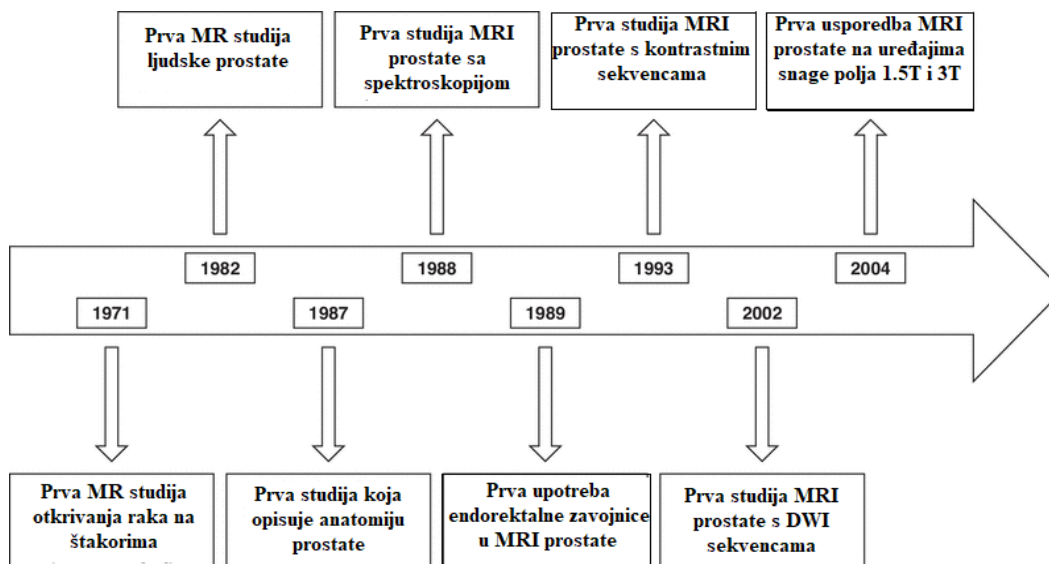 Prva MR studija
ljudske prostate
Prva studija MRI
prostate sa
spektroskopijom
Prva studija MRI
prostate s kontrastnim
sekvencama
Prva usporedba MRI
prostate na uređajima
snage polja 1.5T i 3T
1982
1988
1993
2004
1971
1987
1989
2002
Prva MR studija
otkrivanja raka na
štakorima
Prva studija koja
opisuje anatomiju
prostate
Prva upotreba
endorektalne zavojnice
u MRI prostate
Prva studija MRI
prostate s DWI
sekvencama